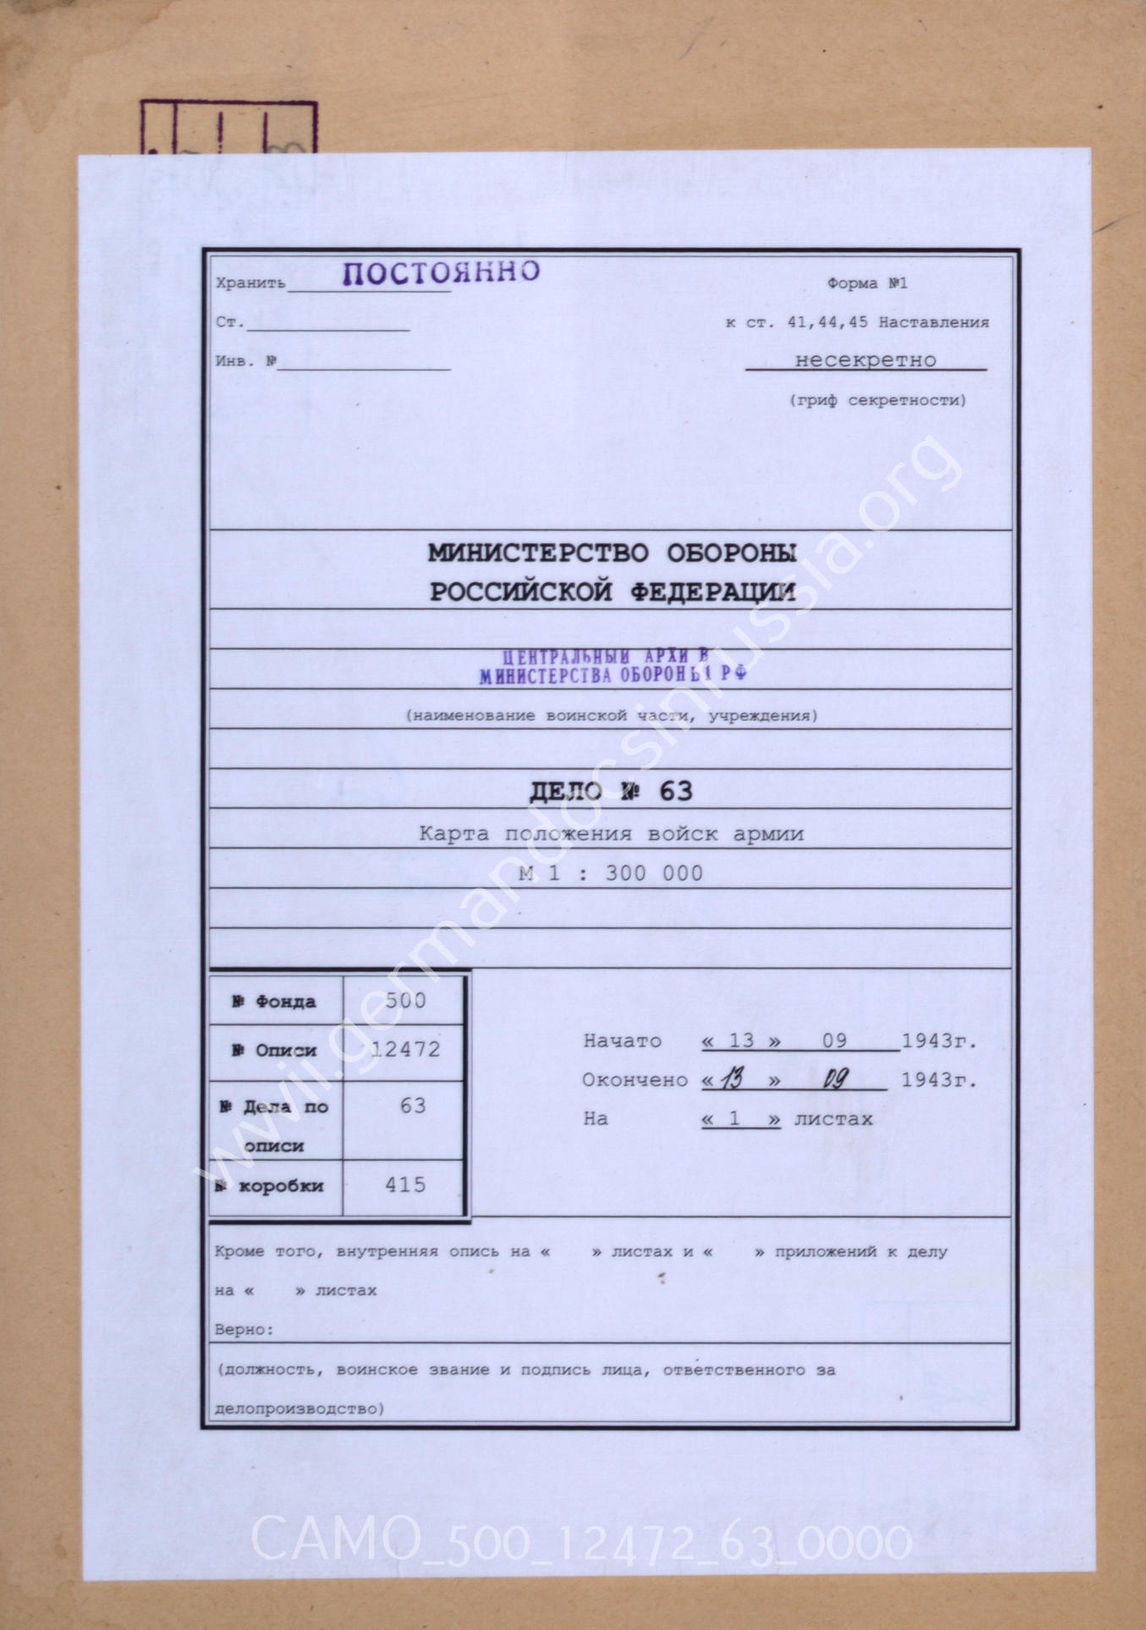 Хранить ПОСТОЯННО
Форма №1
Ст.
к ст. 41,44,45 Наставления
Инв. №
несекретно
(гриф секретности)
МИНИСТЕРСТВО ОБОРОНЫ
РОССИЙСКОЙ ФЕДЕРАЦИИ
ЦЕНТРАЛЬНЫЙ АРХИВ
МИНИСТЕРСТВА ОБОРОНЫ РФ
(наименование воинской части, учреждения)
ДЕЛО № 63
Карта положения войск армии
М 1 : 300 000
№ Фонда 500
№ Описи 12472
№ Дела по описи 63
№ коробки 415
Начато « 13 » 09 1943г.
Окончено « 13 » 09 1943г.
На « 1 » листах
Кроме того, внутренняя опись на « » листах и « » приложений к делу
на « » листах
Верно:
(должность, воинское звание и подпись лица, ответственного за
делопроизводство)
www.germandocsinrussia.org
CAMO_500_12472_63_0000